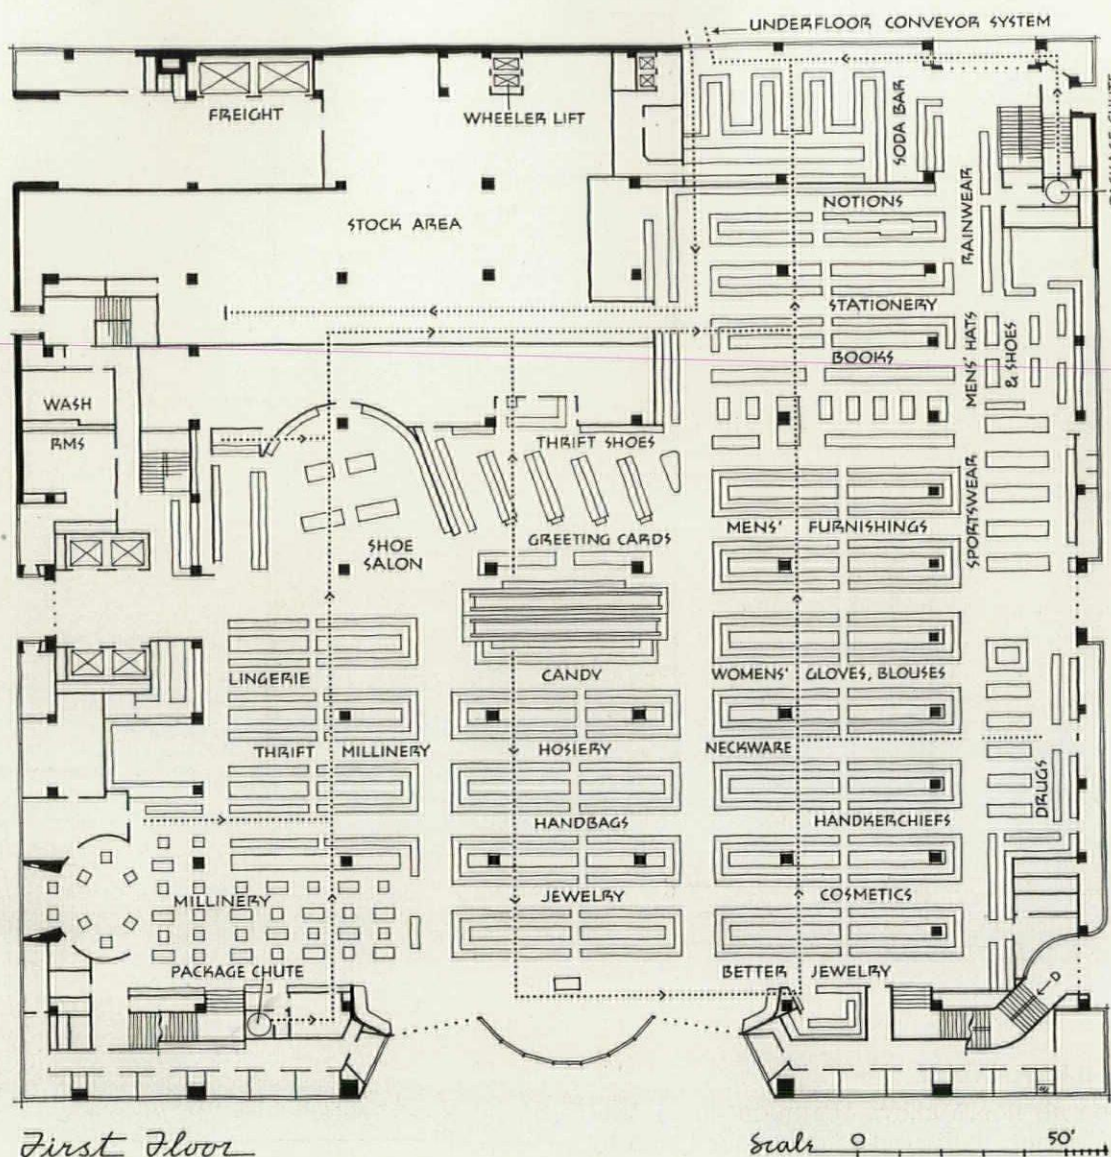 UNDERFLOOR CONVEYOR SYSTEM
FREIGHT
WHEELER LIFT
SODA BAR
PACKAGE CHUTE
NOTIONS
RAINWEAR
STOCK AREA
STATIONERY
BOOKS
MENS' HATS
& SHOES
WASH
RMS
THRIFT SHOES
SPORTSWEAR
MENS' FURNISHINGS
GREETING CARDS
SHOE
SALON
LINGERIE
CANDY
WOMENS' GLOVES, BLOUSES
THRIFT MILLINERY
HOSIERY
NECKWARE
DRUGS
HANDBAGS
HANDKERCHIEFS
MILLINERY
JEWELRY
COSMETICS
PACKAGE CHUTE
BETTER JEWELRY
D
First Floor
Scale 0 50'